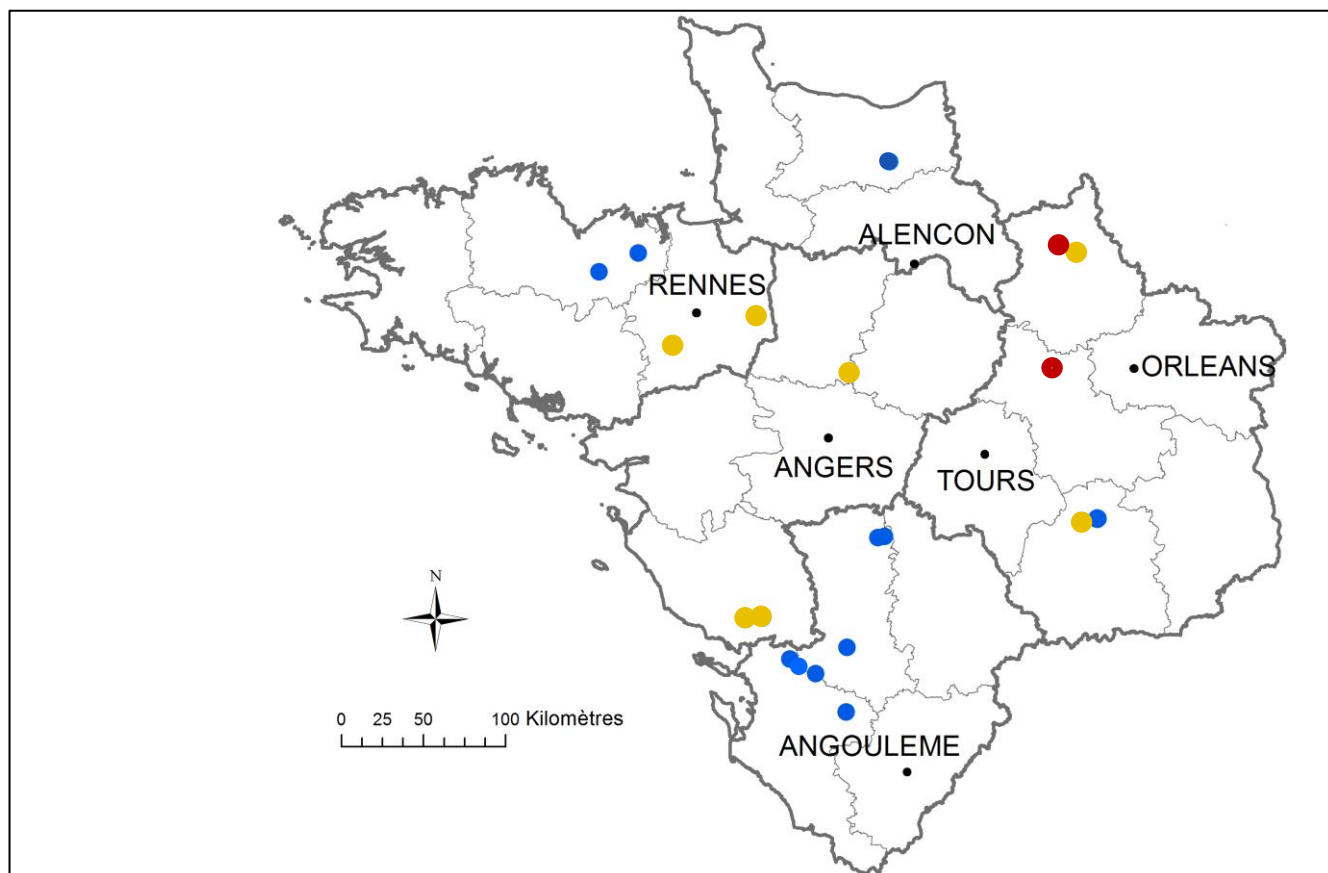 ALENCON
RENNES
ORLEANS
ANGERS
TOURS
N
0 25 50 100 Kilomètres
ANGOULEME